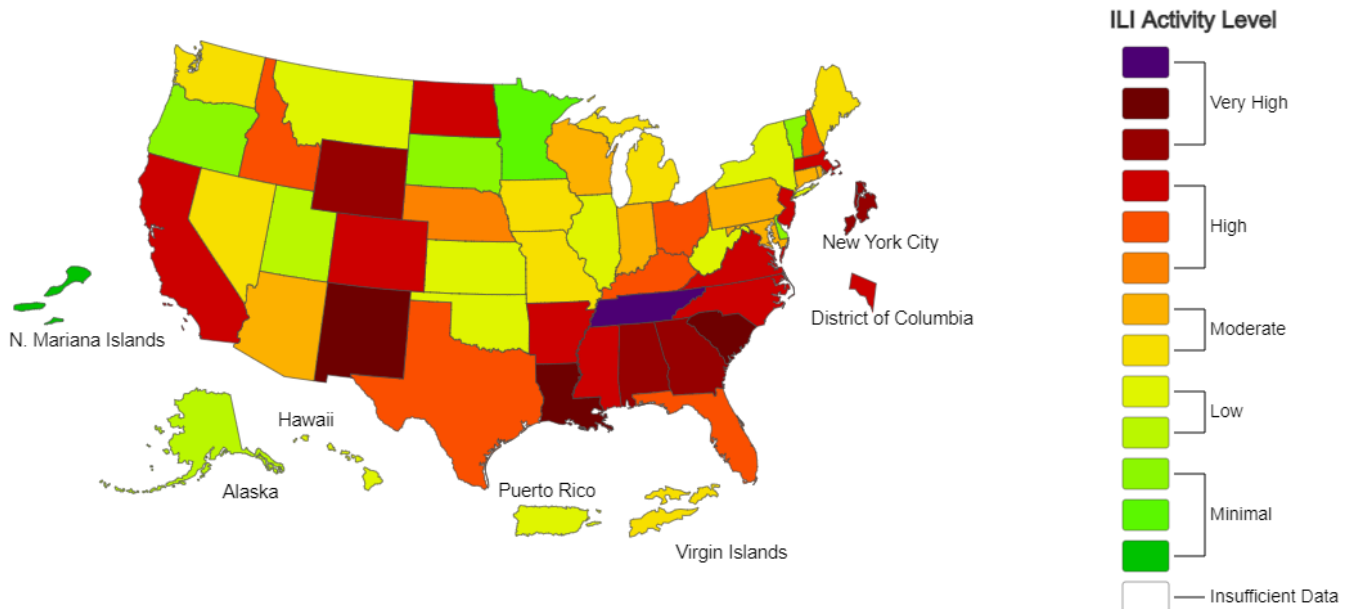 ILI Activity Level
Very High
High
Moderate
Low
Minimal
Insufficient Data
New York City
District of Columbia
N. Mariana Islands
Hawaii
Alaska
Puerto Rico
Virgin Islands